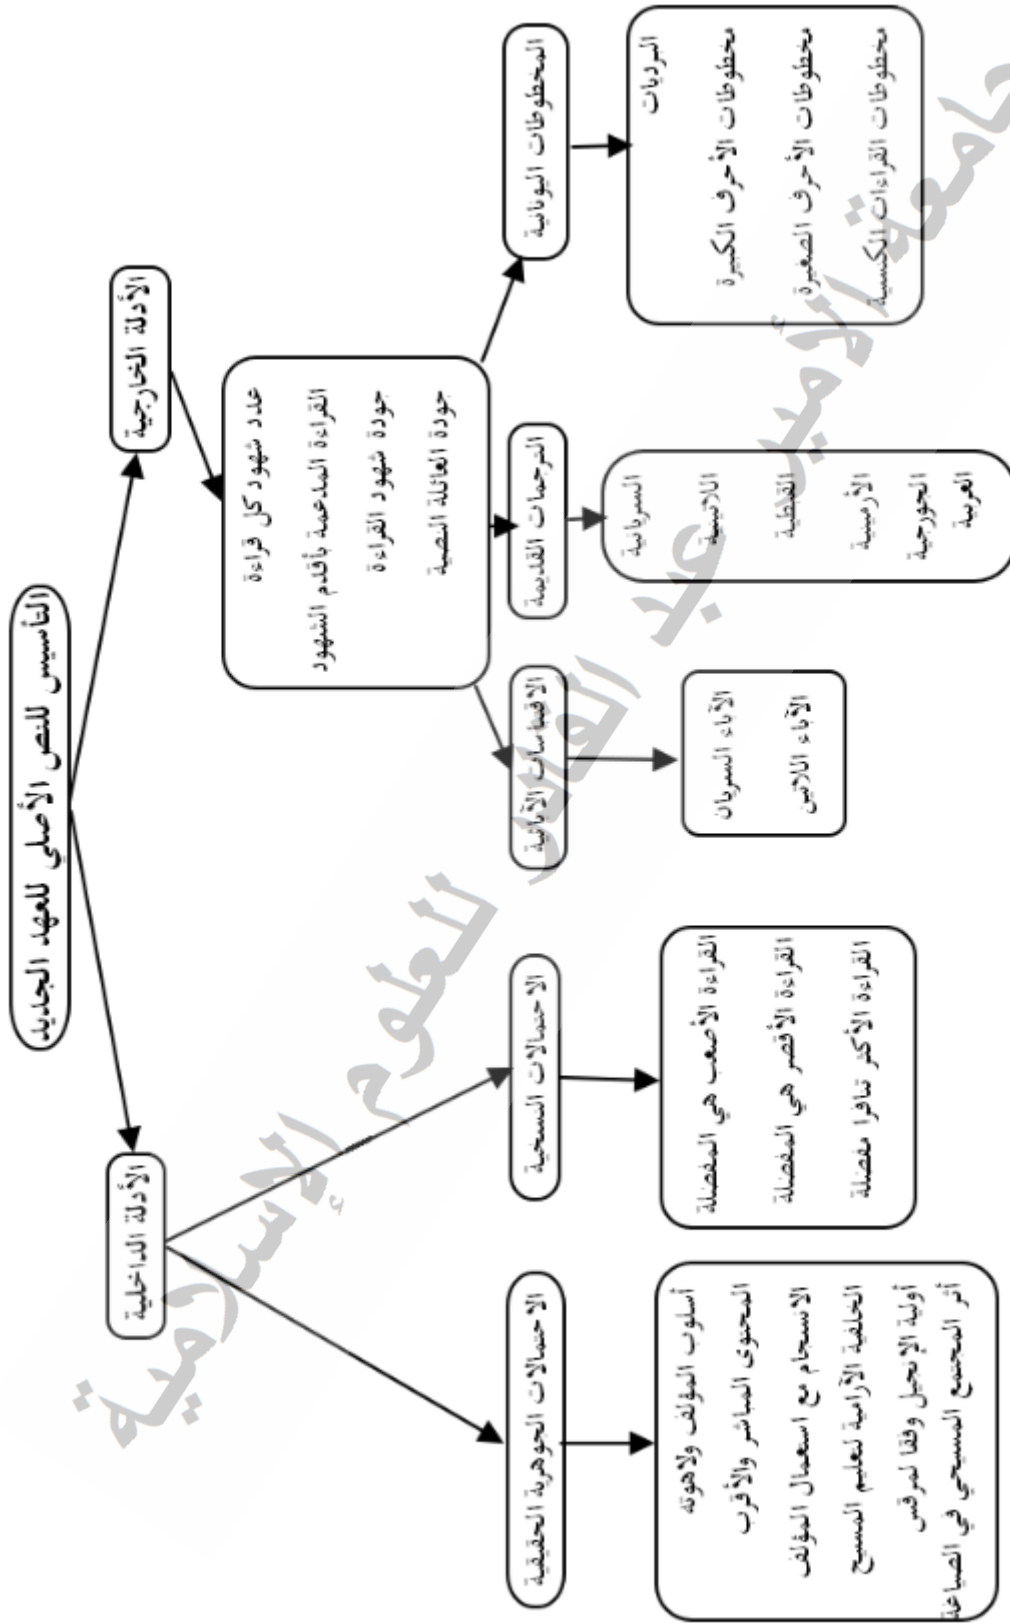 التأسيس للنص الأصلي للعهد الجديد
الأدلة الخارجية
الأدلة الداخلية
عدد شهود كل قراءة
القراءة المدعمة بأقدم الشهود
جودة شهود القراءة
جودة العائلة النصية
المخطوطات اليونانية
الترجمات القديمة
الاقتباسات الآبائية
الاحتمالات النسخية
الاحتمالات الجوهرية الحقيقية
البرديات
مخطوطات الأحرف الكبيرة
مخطوطات الأحرف الصغيرة
مخطوطات القراءات الكنسية
السريانية
اللاتينية
القبطية
الأرمينية
الجورجية
العربية
الآباء السريان
الآباء اللاتين
القراءة الأصعب هي المفضلة
القراءة الأقصر هي المفضلة
القراءة الأكثر تنافرا مفضلة
أسلوب المؤلف ولاهوته
المحتوى المباشر والأقرب
الانسجام مع استعمال المؤلف
الخلفية الآرامية لتعليم المسيح
أولية الإنجيل وفقا لمرقس
أثر المجتمع المسيحي في الصياغة
جامعة الأمير عبد القادر للعلوم الإسلامية